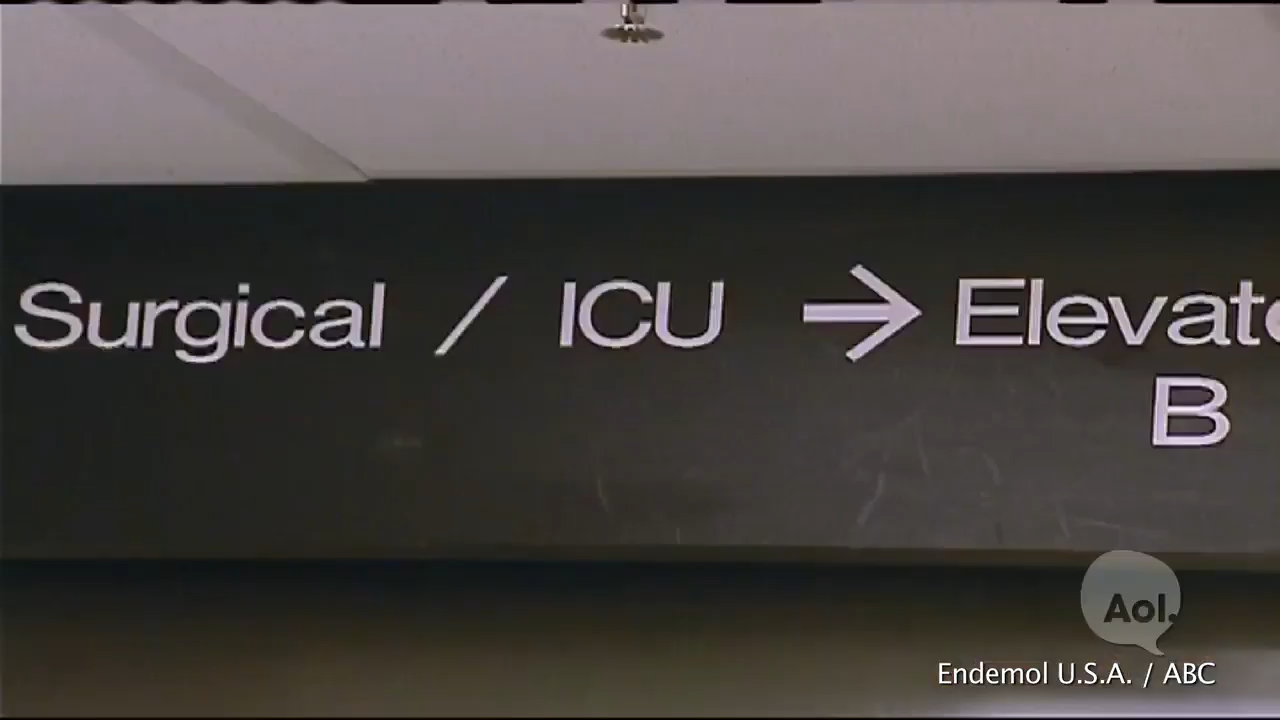 Surgical / ICU → Elevat
B
Aol.
Endemol U.S.A. / ABC